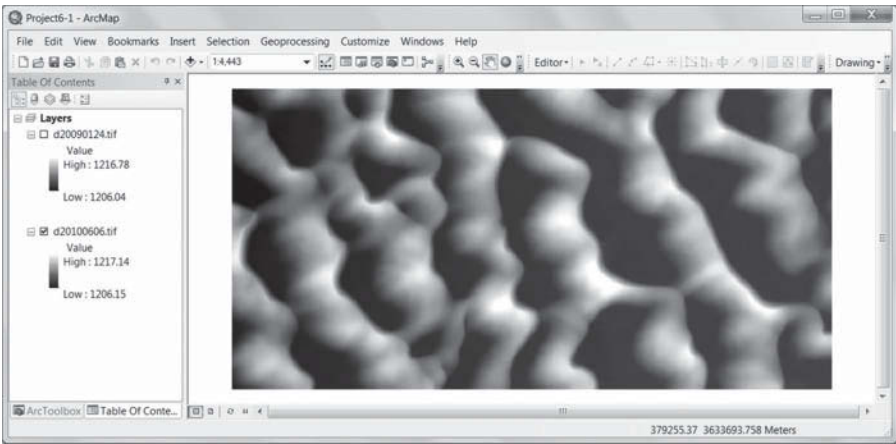 Project6-1 - ArcMap
File Edit View Bookmarks Insert Selection Geoprocessing Customize Windows Help
1:4,443 Editor Drawing
Table Of Contents
Layers
d20090124.tif
Value
High : 1216.78
Low : 1206.04
d20100606.tif
Value
High : 1217.14
Low : 1206.15
ArcToolbox Table Of Conte...
379255.37 3633693.758 Meters